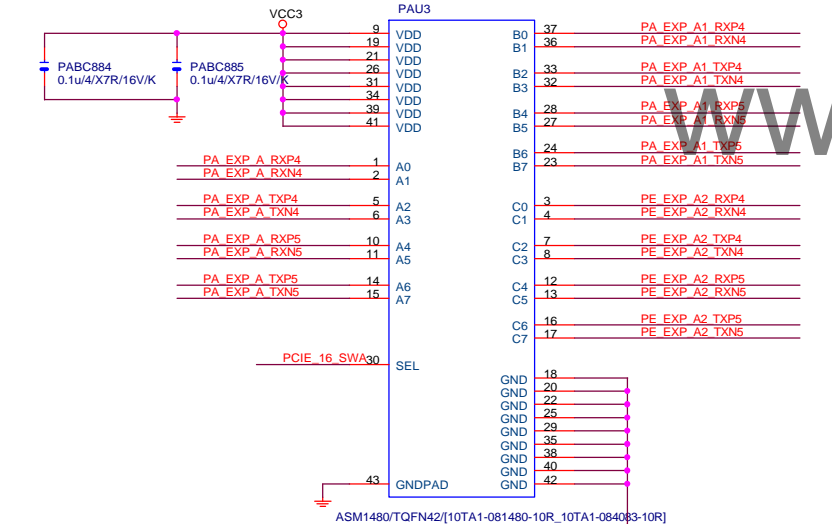 PAU3
VCC3
PABC884
0.1u/4/X7R/16V/K
PABC885
0.1u/4/X7R/16V/K
9 VDD
19 VDD
21 VDD
26 VDD
31 VDD
34 VDD
39 VDD
41 VDD
PA_EXP_A_RXP4 1 A0
PA_EXP_A_RXN4 2 A1
PA_EXP_A_TXP4 5 A2
PA_EXP_A_TXN4 6 A3
PA_EXP_A_RXP5 10 A4
PA_EXP_A_RXN5 11 A5
PA_EXP_A_TXP5 14 A6
PA_EXP_A_TXN5 15 A7
PCIE_16_SWA 30 SEL
43 GNDPAD
B0 37 PA_EXP_A1_RXP4
B1 36 PA_EXP_A1_RXN4
B2 33 PA_EXP_A1_TXP4
B3 32 PA_EXP_A1_TXN4
B4 28 PA_EXP_A1_RXP5
B5 27 PA_EXP_A1_RXN5
B6 24 PA_EXP_A1_TXP5
B7 23 PA_EXP_A1_TXN5
C0 3 PE_EXP_A2_RXP4
C1 4 PE_EXP_A2_RXN4
C2 7 PE_EXP_A2_TXP4
C3 8 PE_EXP_A2_TXN4
C4 12 PE_EXP_A2_RXP5
C5 13 PE_EXP_A2_RXN5
C6 16 PE_EXP_A2_TXP5
C7 17 PE_EXP_A2_TXN5
GND 18
GND 20
GND 22
GND 25
GND 29
GND 35
GND 38
GND 40
GND 42
ASM1480/TQFN42/[10TA1-081480-10R_10TA1-084083-10R]